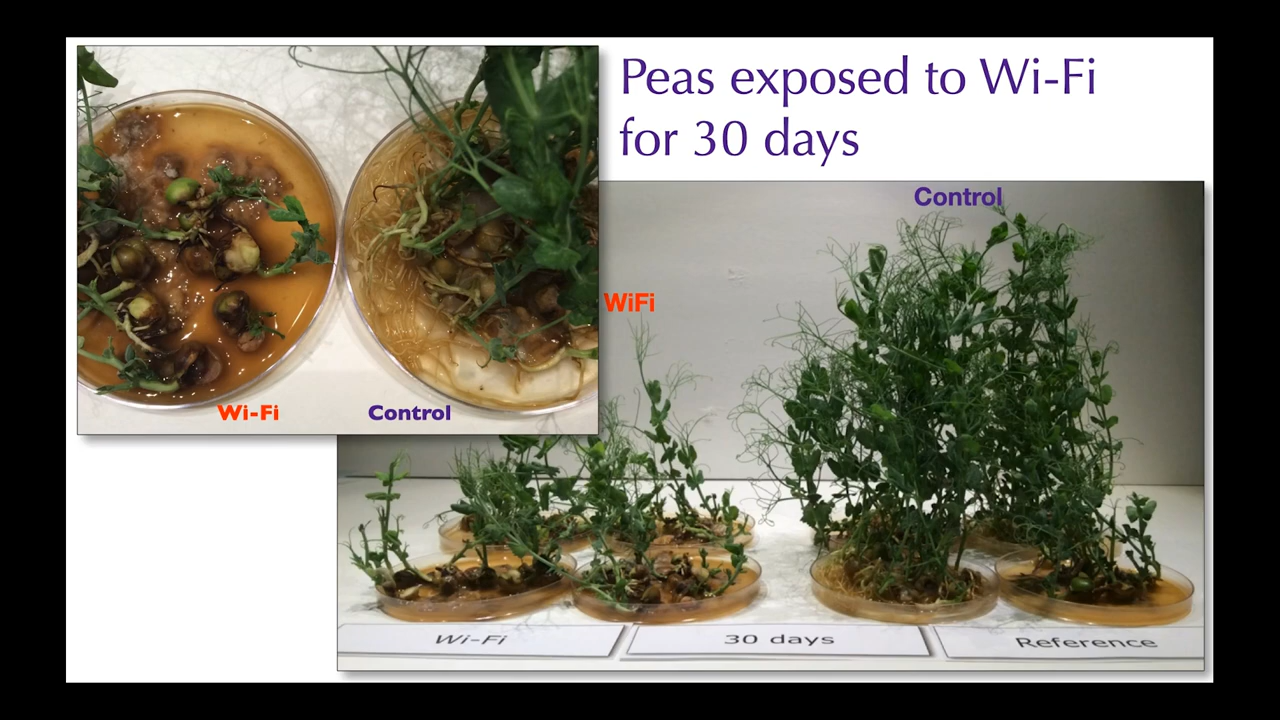 Peas exposed to Wi-Fi
for 30 days
Control
WiFi
Wi-Fi
Control
Wi-Fi
30 days
Reference